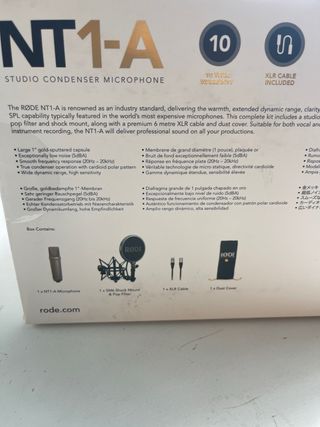 NT1-A
STUDIO CONDENSER MICROPHONE
10
XLR CABLE
INCLUDED
The RØDE NT1-A is renowned as an industry standard, delivering the warmth, extended dynamic range, clarity
SPL capability typically featured in the world's most expensive microphones. This complete kit includes a studio
pop filter and shock mount, along with a premium 6 metre XLR cable and dust cover. Suitable for both vocal and
instrument recording, the NT1-A will deliver professional sound on all your productions.
• Large 1" gold-sputtered capsule
• Exceptionally low noise (5dBA)
• Smooth frequency response (20Hz – 20kHz)
• True condenser operation with cardioid polar pattern
• Wide dynamic range, high sensitivity
• Membrane de grand diamètre (1 pouce), plaquée or
• Bruit de fond exceptionnellement faible (5dBA)
• Réponse en fréquence plate (20Hz – 20kHz)
• Véritable technologie de micro statique, directivité cardioïde
• Gamme dynamique étendue, sensibilité élevée
• Große, goldbedampfte 1"-Membran
• Sehr geringer Rauschpegel (5dBA)
• Gerader Frequenzgang (20Hz bis 20kHz)
• Echter Kondensatorbetrieb mit Nierencharakteristik
• Großer Dynamikumfang, hohe Empfindlichkeit
• Diafragma grande de 1 pulgada chapado en oro
• Excepcionalmente bajo nivel de ruido (5dBA)
• Respuesta de frecuencia uniforme (20Hz – 20kHz)
• Auténtico funcionamiento de condensador con patrón polar cardioide
• Amplio rango dinámico, alta sensibilidad
Box Contains:
RØDE
RØDE
1 x NT1-A Microphone
1 x SM6 Shock Mount
& Pop Filter
1 x XLR Cable
1 x Dust Cover
rode.com